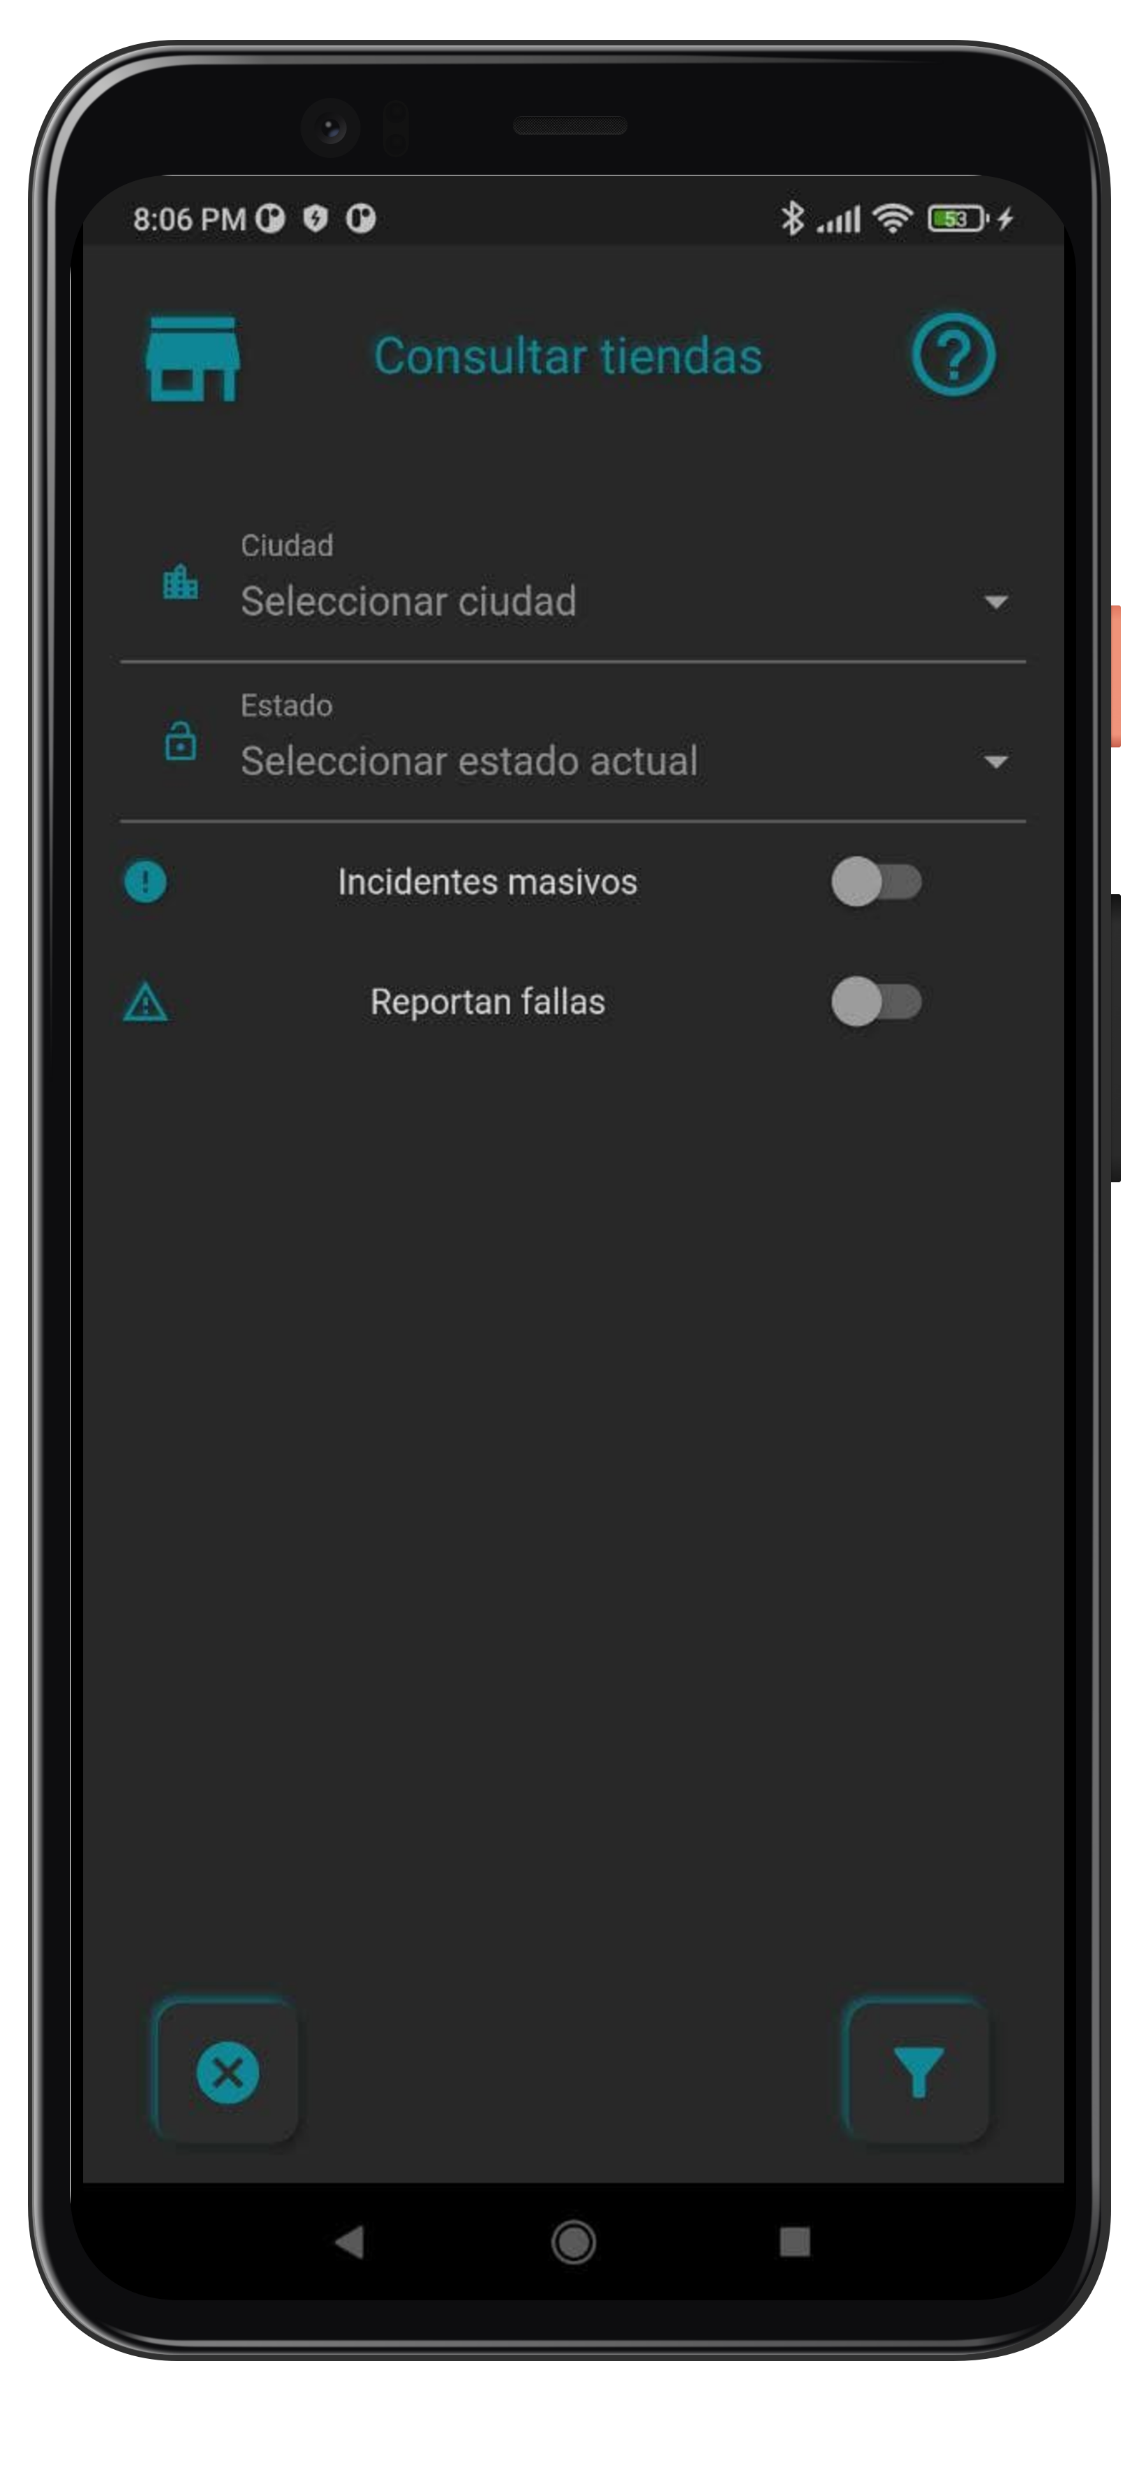 8:06 PM
53
Consultar tiendas
Ciudad
Seleccionar ciudad
Estado
Seleccionar estado actual
Incidentes masivos
Reportan fallas